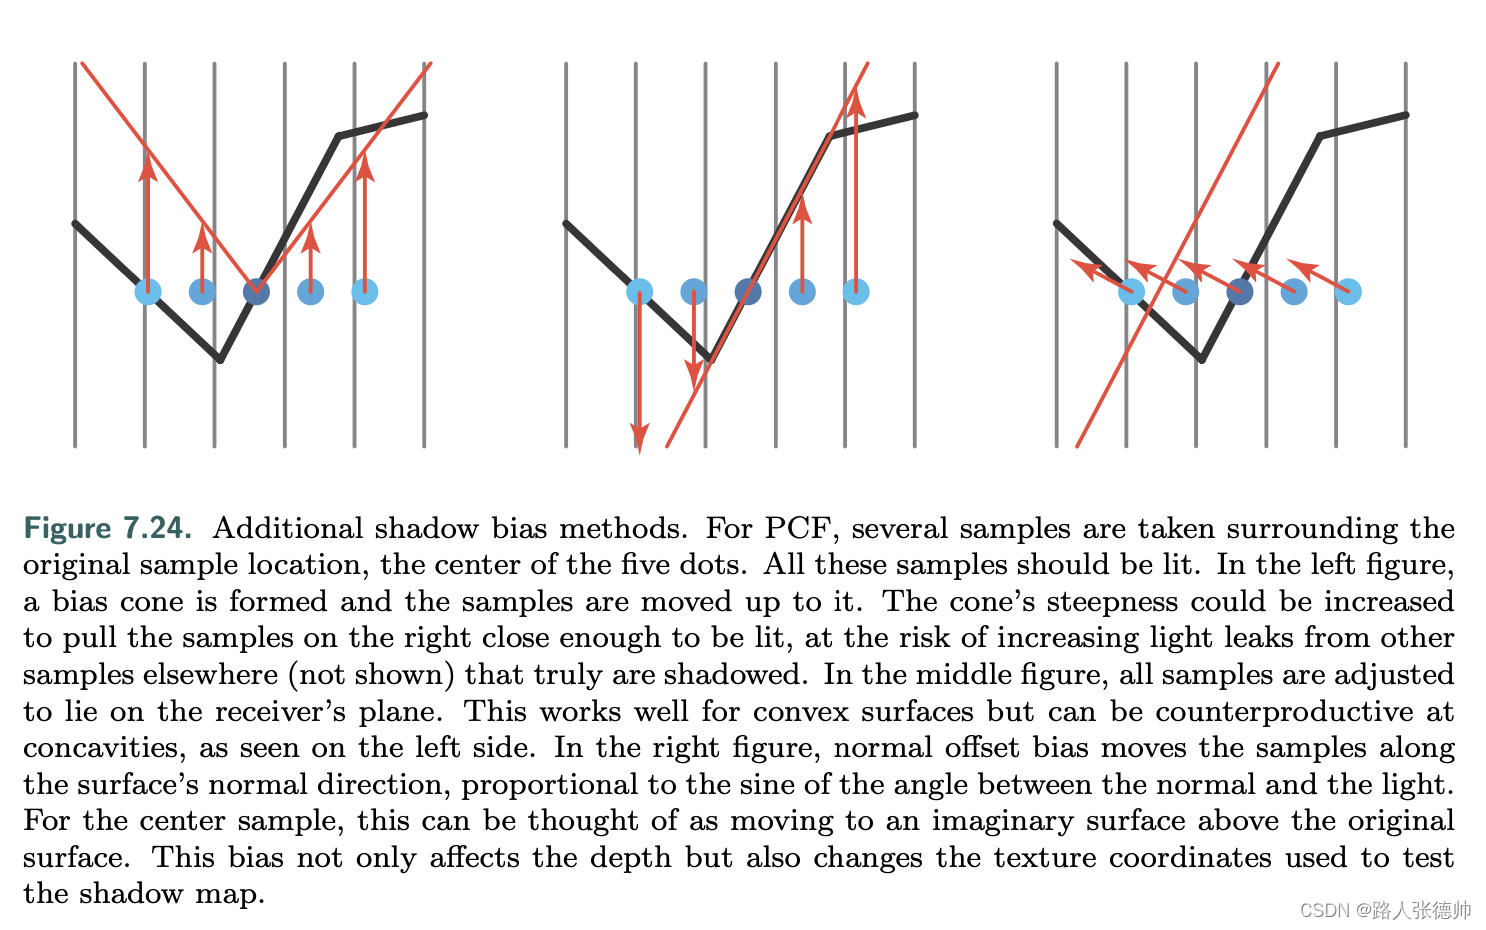 Figure 7.24. Additional shadow bias methods. For PCF, several samples are taken surrounding the
original sample location, the center of the five dots. All these samples should be lit. In the left figure,
a bias cone is formed and the samples are moved up to it. The cone's steepness could be increased
to pull the samples on the right close enough to be lit, at the risk of increasing light leaks from other
samples elsewhere (not shown) that truly are shadowed. In the middle figure, all samples are adjusted
to lie on the receiver's plane. This works well for convex surfaces but can be counterproductive at
concavities, as seen on the left side. In the right figure, normal offset bias moves the samples along
the surface's normal direction, proportional to the sine of the angle between the normal and the light.
For the center sample, this can be thought of as moving to an imaginary surface above the original
surface. This bias not only affects the depth but also changes the texture coordinates used to test
the shadow map.
CSDN @路人张德帅